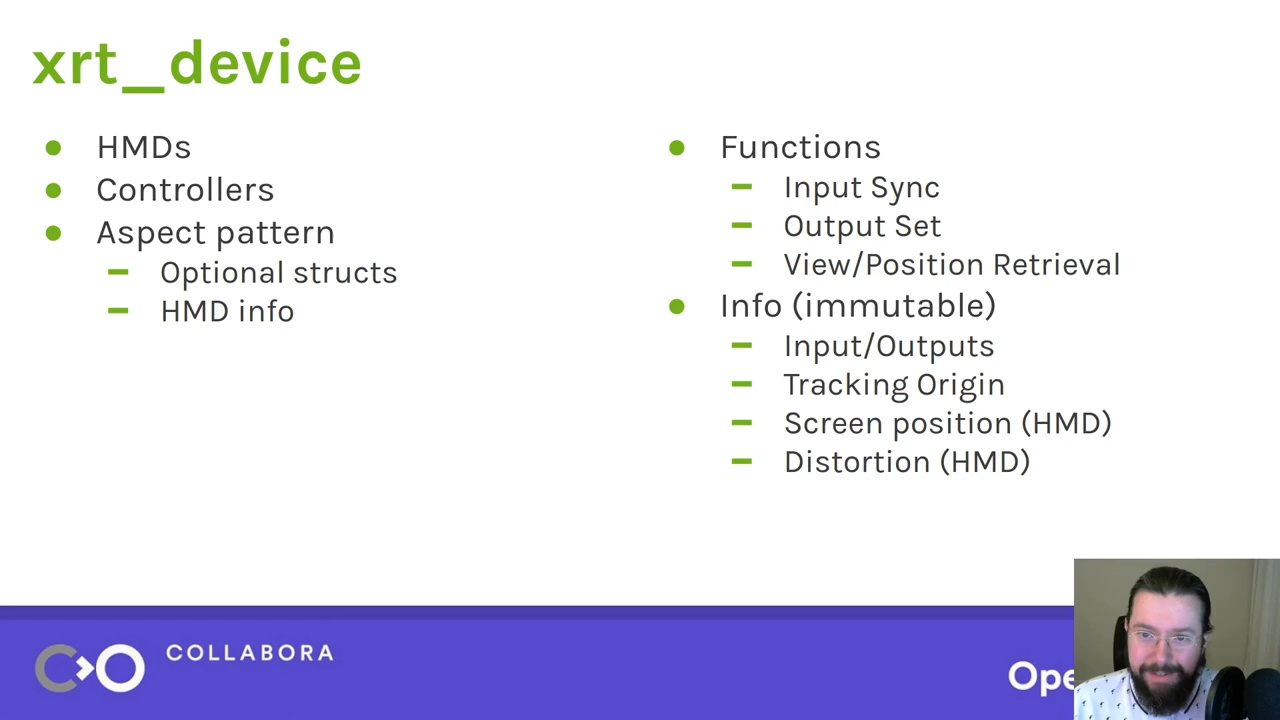 xrt_device
HMDs
Controllers
Aspect pattern
Optional structs
HMD info
Functions
Input Sync
Output Set
View/Position Retrieval
Info (immutable)
Input/Outputs
Tracking Origin
Screen position (HMD)
Distortion (HMD)
COLLABORA
Ope